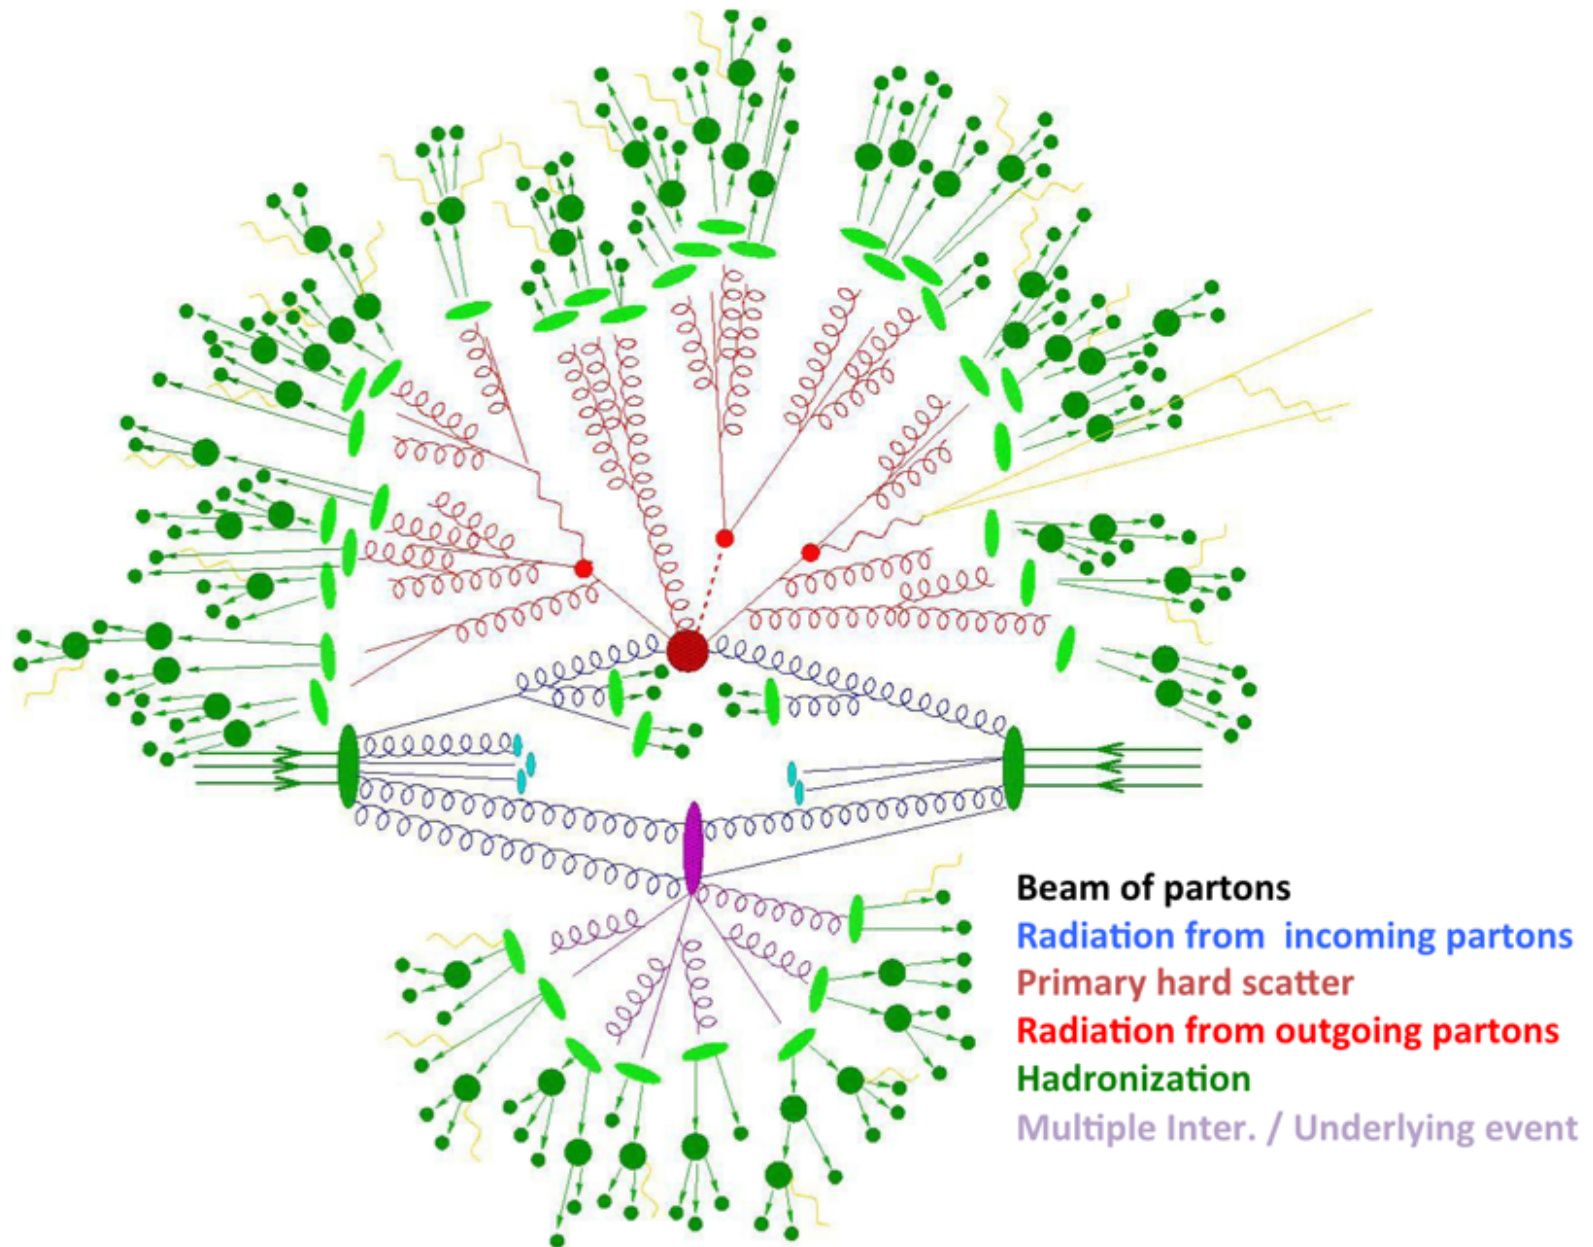 Beam of partons
Radiation from  incoming partons
Primary hard scatter
Radiation from outgoing partons
Hadronization
Multiple Inter. / Underlying event